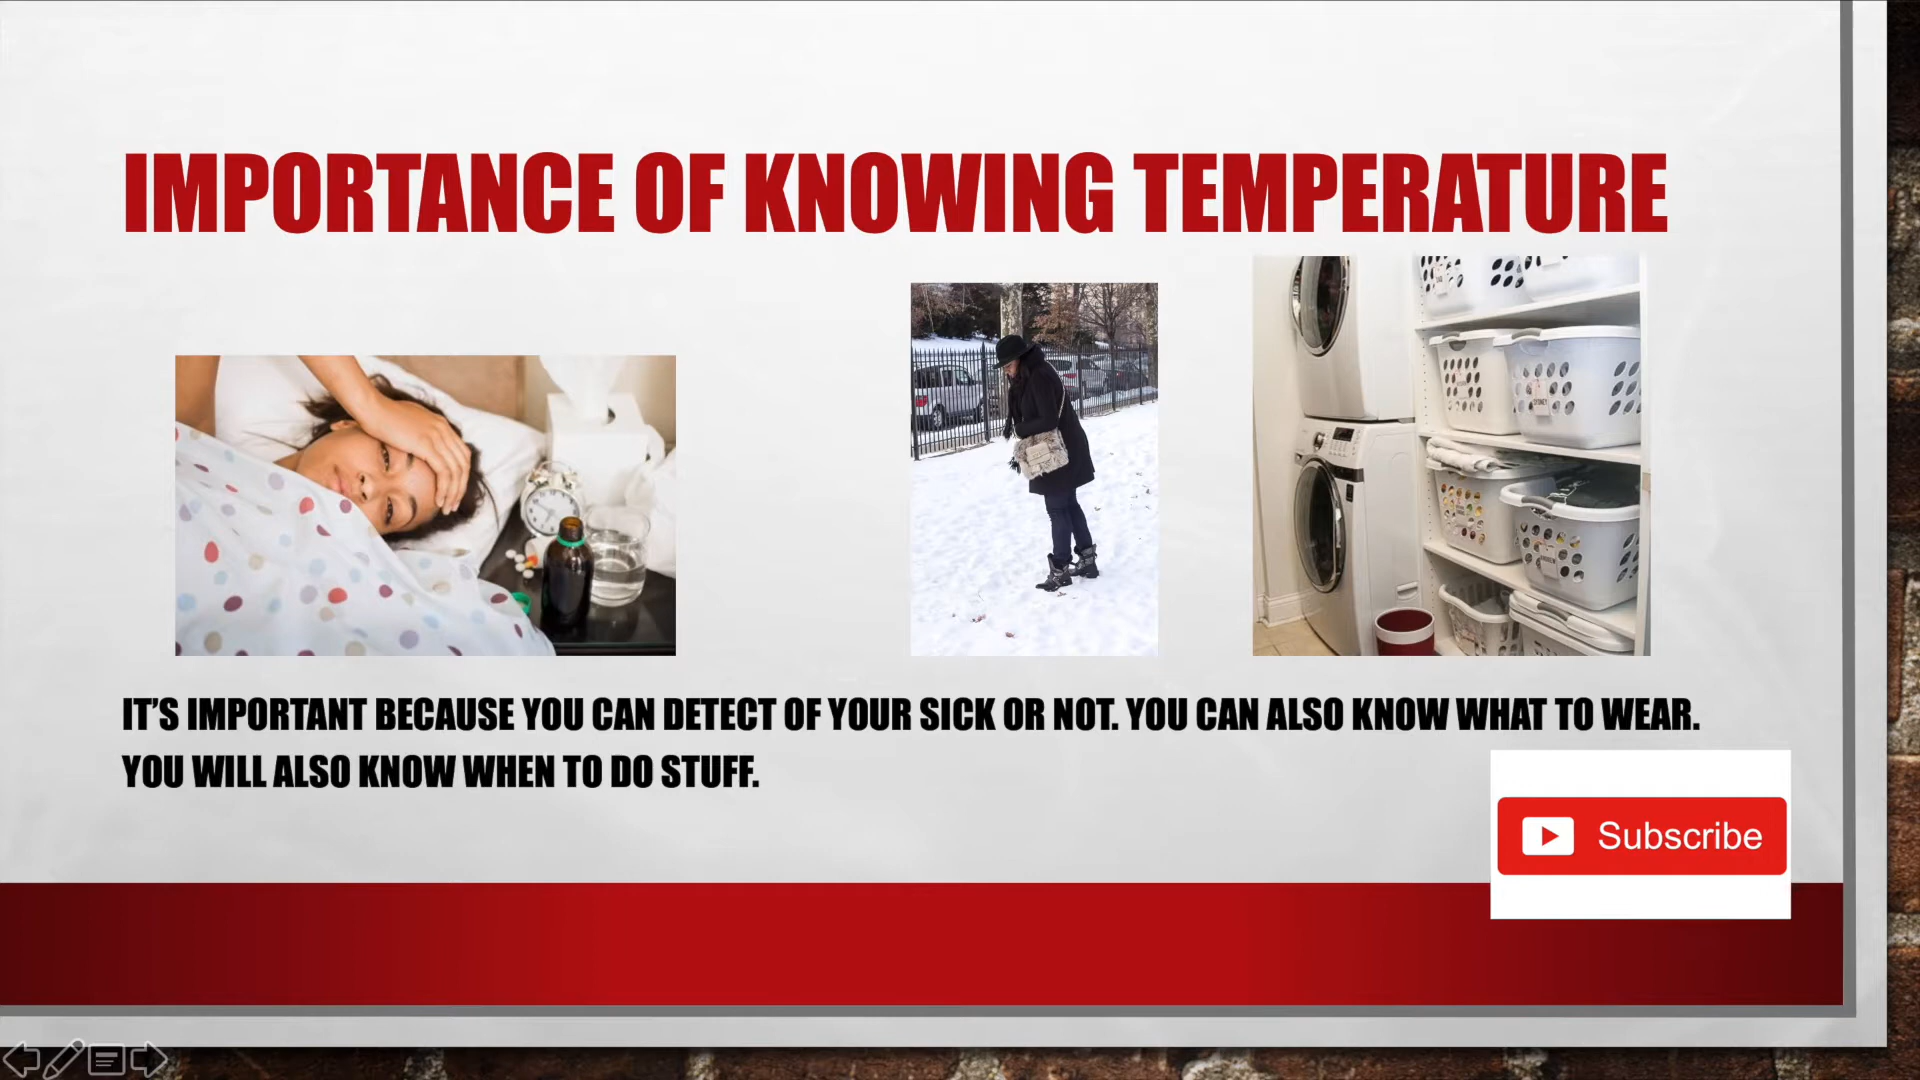 IMPORTANCE OF KNOWING TEMPERATURE
IT'S IMPORTANT BECAUSE YOU CAN DETECT OF YOUR SICK OR NOT. YOU CAN ALSO KNOW WHAT TO WEAR.
YOU WILL ALSO KNOW WHEN TO DO STUFF.
Subscribe